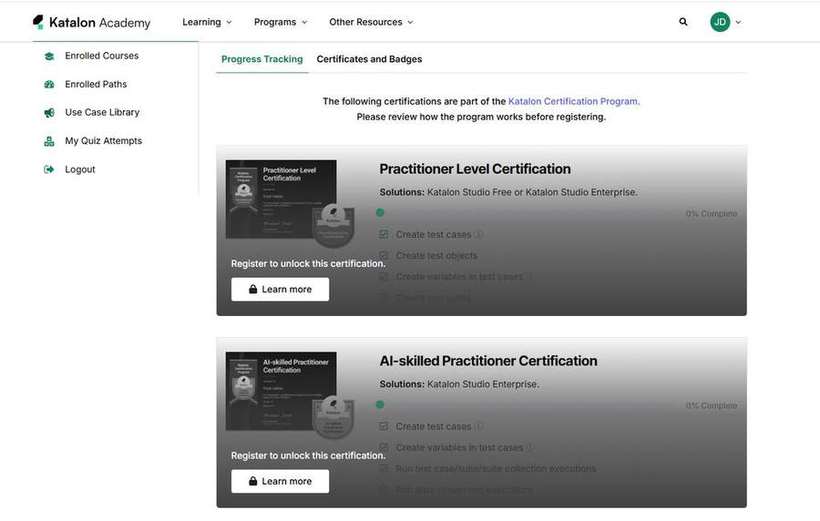 Katalon Academy
Learning
Programs
Other Resources
JD
Enrolled Courses
Enrolled Paths
Use Case Library
My Quiz Attempts
Logout
Progress Tracking
Certificates and Badges
The following certifications are part of the Katalon Certification Program.
Please review how the program works before registering.
Practitioner Level
Certification
Practitioner Level Certification
Solutions: Katalon Studio Free or Katalon Studio Enterprise.
0% Complete
Create test cases
Create test objects
Create variables in test cases
Register to unlock this certification.
Learn more
AI-skilled Practitioner
Certification
AI-skilled Practitioner Certification
Solutions: Katalon Studio Enterprise.
0% Complete
Create test cases
Create variables in test cases
Run test case/suite/suite collection executions
Register to unlock this certification.
Learn more